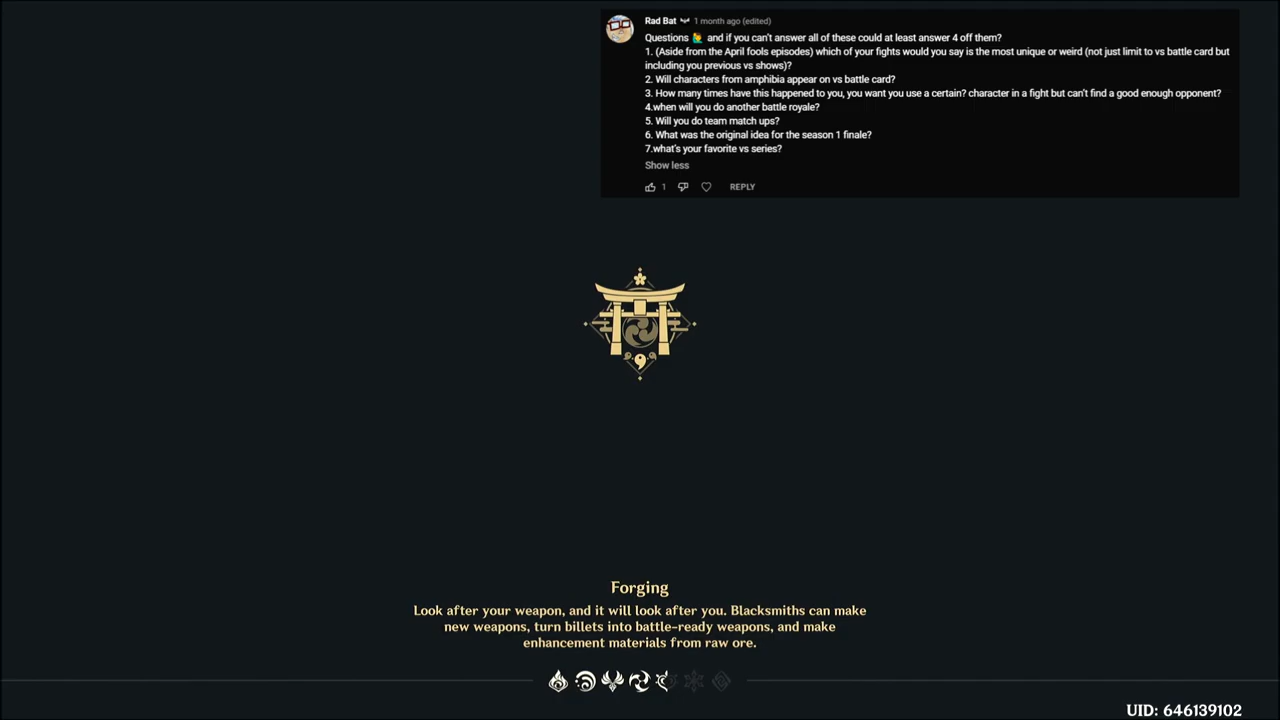 Rad Bat 1 month ago (edited)
Questions 🙋‍♂️ and if you can't answer all of these could at least answer 4 off them?
1. (Aside from the April fools episodes) which of your fights would you say is the most unique or weird (not just limit to vs battle card but
including you previous vs shows)?
2. Will characters from amphibia appear on vs battle card?
3. How many times have this happened to you, you want you use a certain? character in a fight but can't find a good enough opponent?
4.when will you do another battle royale?
5. Will you do team match ups?
6. What was the original idea for the season 1 finale?
7.what's your favorite vs series?
Show less
1 REPLY
Forging
Look after your weapon, and it will look after you. Blacksmiths can make
new weapons, turn billets into battle-ready weapons, and make
enhancement materials from raw ore.
UID: 646139102